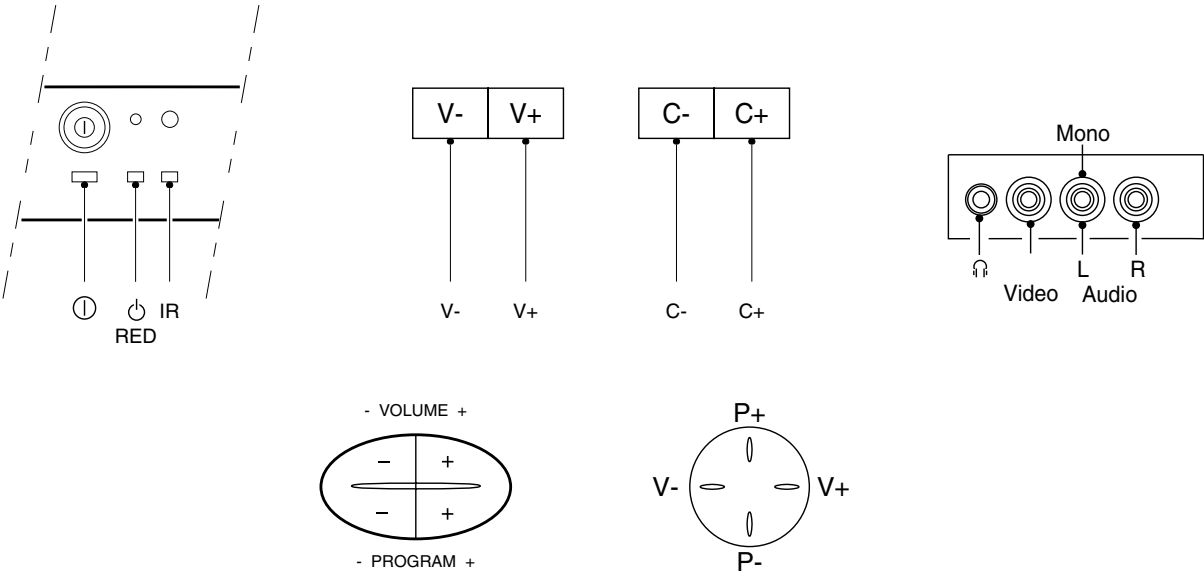 V- V+ C- C+
Mono
V- V+ C- C+
IR
RED
L R
Video Audio
- VOLUME +
− +
− +
- PROGRAM +
P+
V- V+
P-